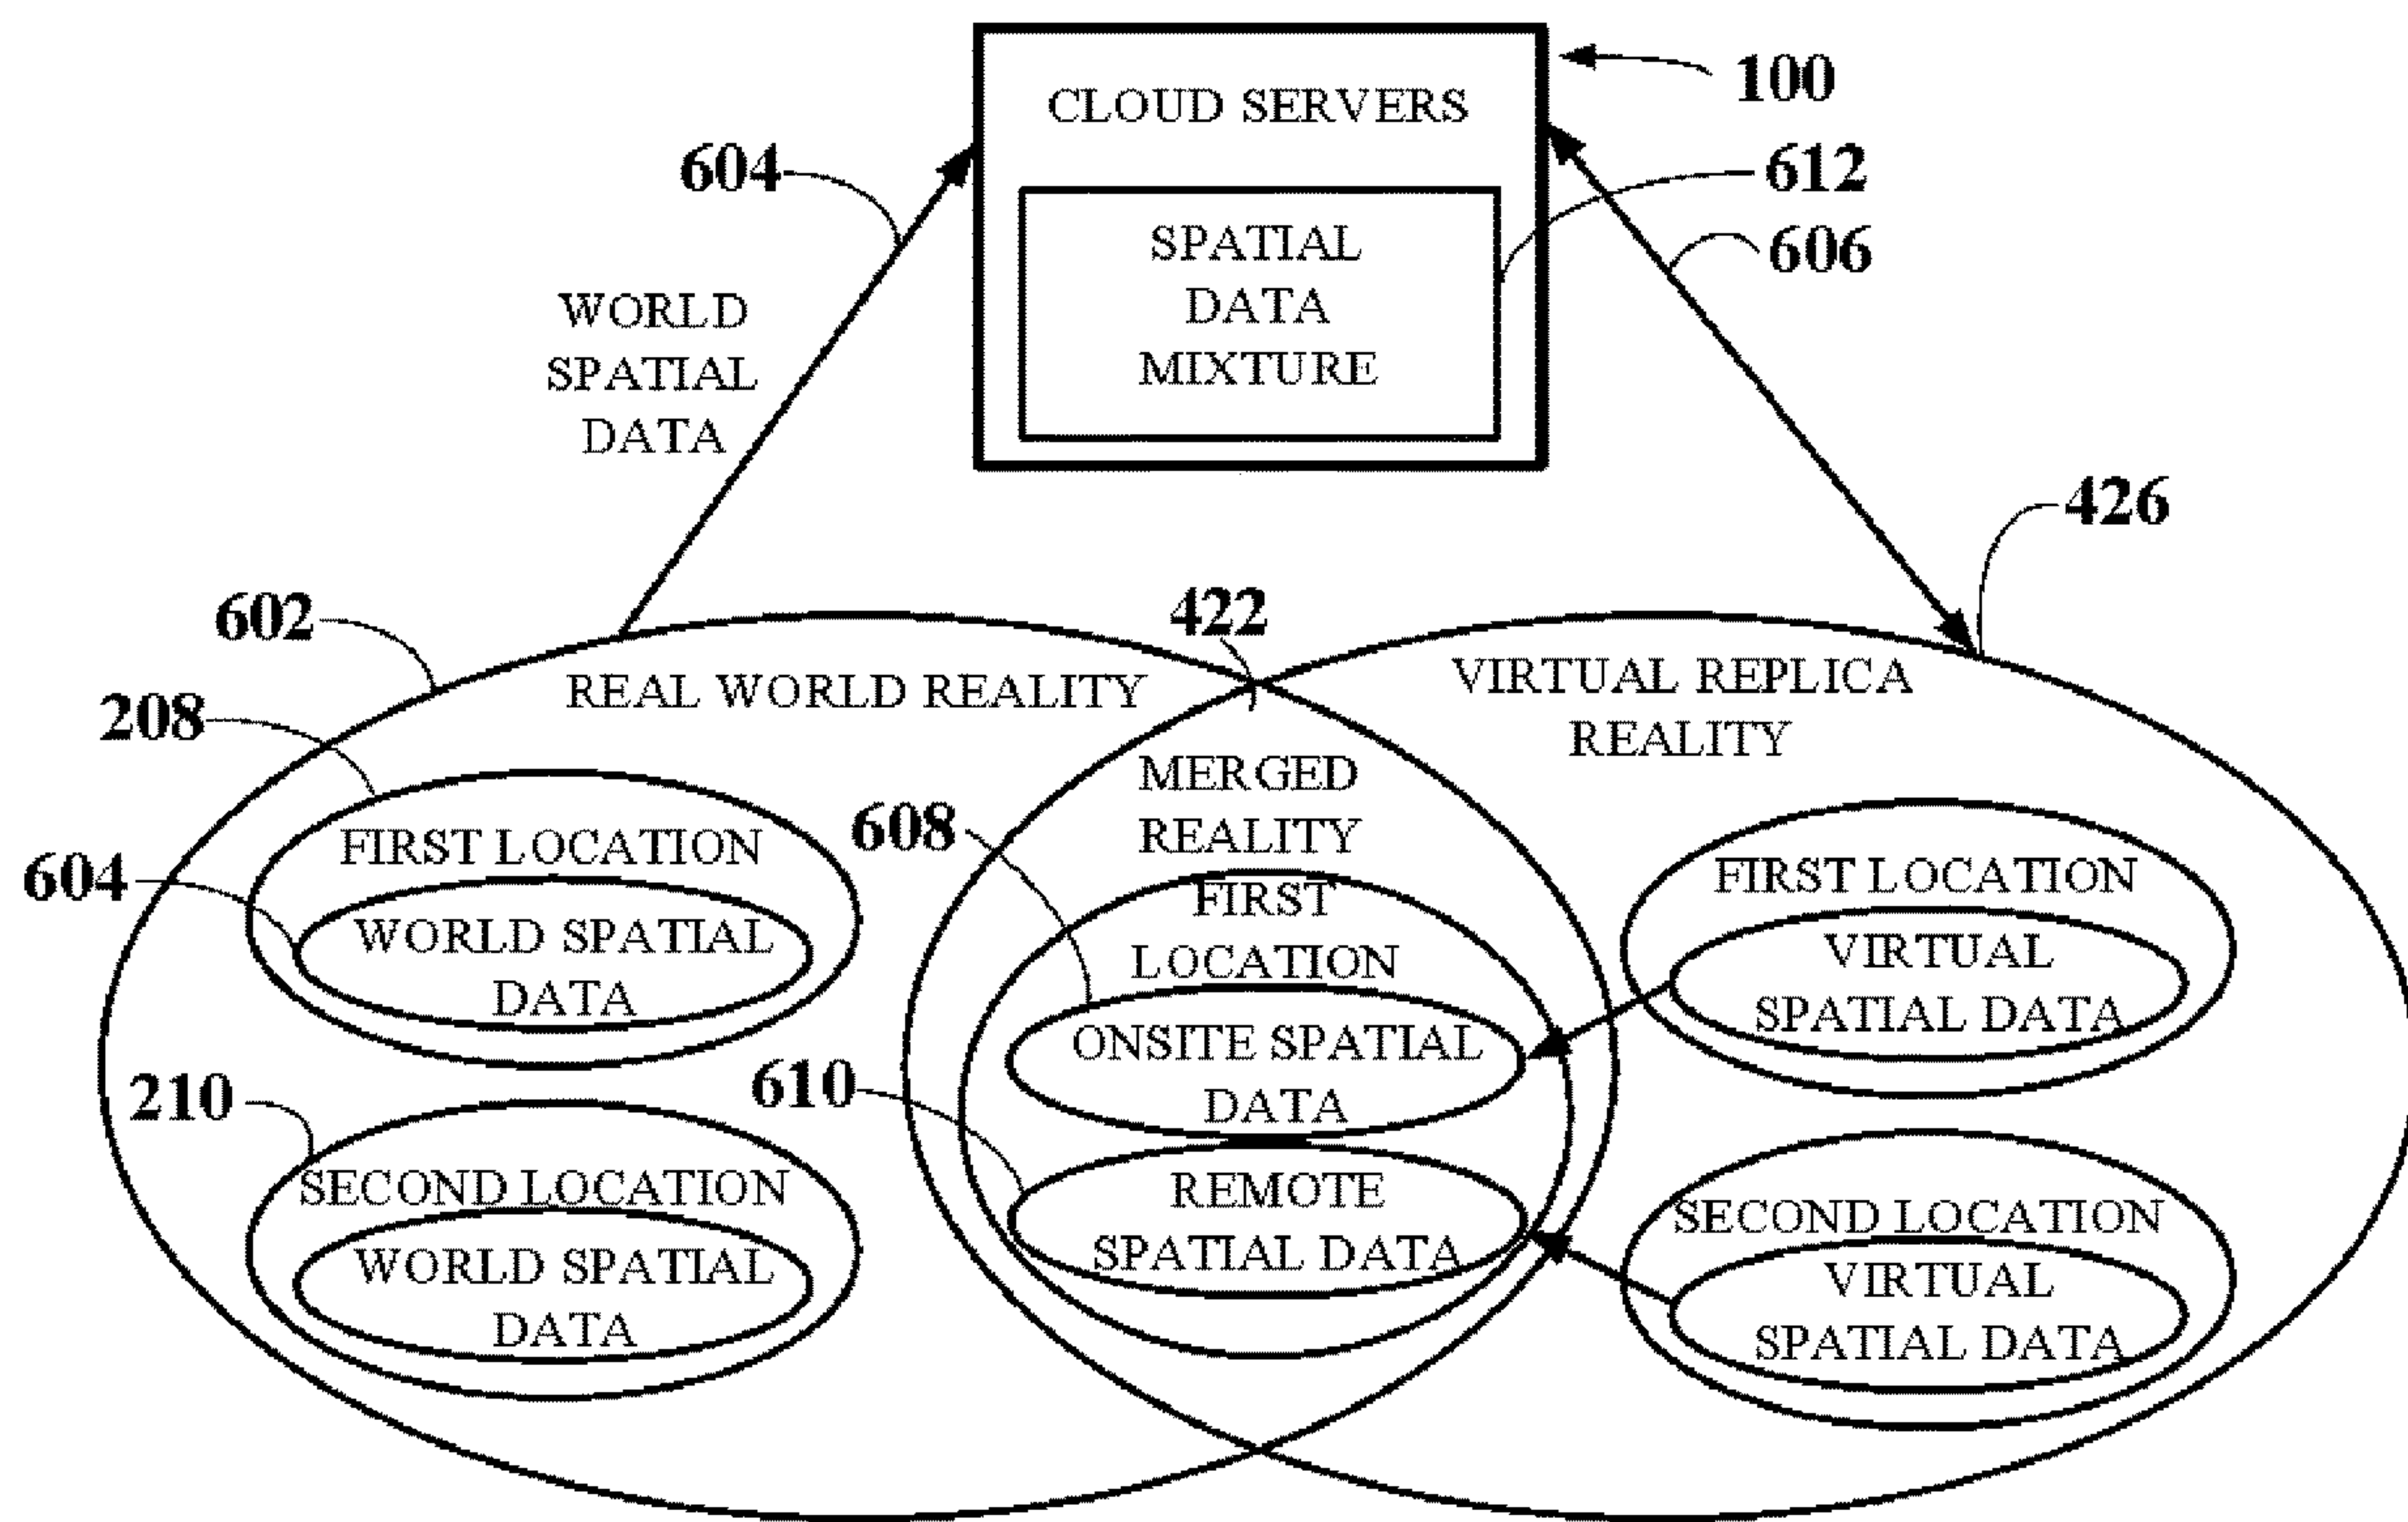 100
CLOUD SERVERS
604
612
SPATIAL
DATA
MIXTURE
606
WORLD
SPATIAL
DATA
426
602
422
208
REAL WORLD REALITY
VIRTUAL REPLICA
REALITY
MERGED
REALITY
608
FIRST LOCATION
604
WORLD SPATIAL
DATA
FIRST
LOCATION
FIRST LOCATION
VIRTUAL
SPATIAL DATA
ONSITE SPATIAL
DATA
210
610
SECOND LOCATION
WORLD SPATIAL
DATA
REMOTE
SPATIAL DATA
SECOND LOCATION
VIRTUAL
SPATIAL DATA